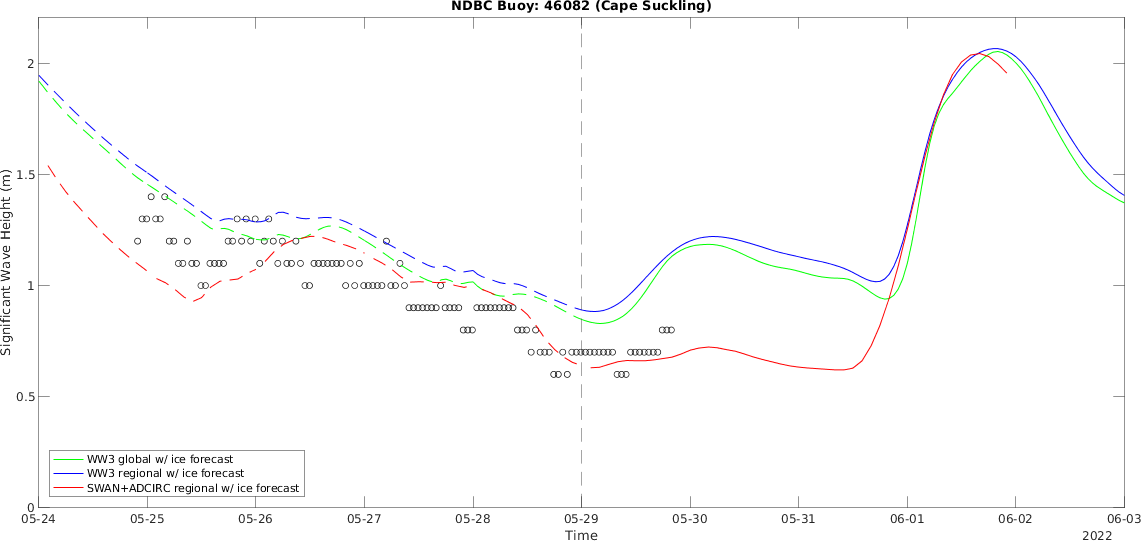 NDBC Buoy: 46082 (Cape Suckling)
Significant Wave Height (m)
2
1.5
1
0.5
0
WW3 global w/ ice forecast
WW3 regional w/ ice forecast
SWAN+ADCIRC regional w/ ice forecast
05-24 05-25 05-26 05-27 05-28 05-29 05-30 05-31 06-01 06-02 06-03
Time
2022